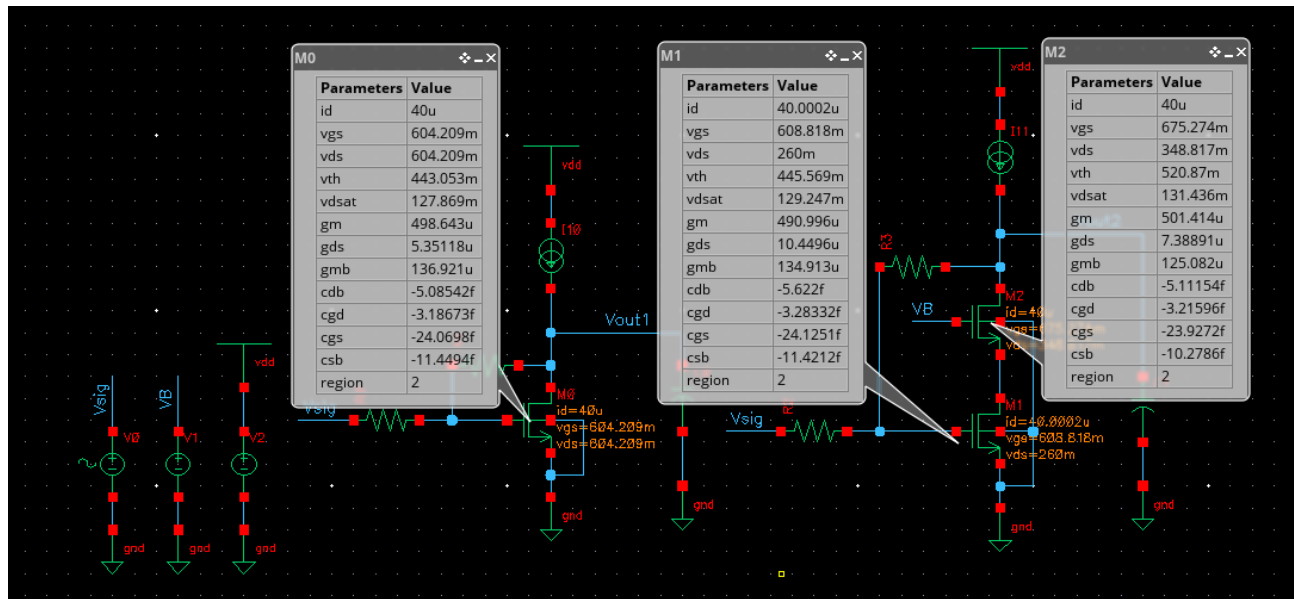 M0
Parameters Value
id 40u
vgs 604.209m
vds 604.209m
vth 443.053m
vdsat 127.869m
gm 498.643u
gds 5.35118u
gmb 136.921u
cdb -5.08542f
cgd -3.18673f
cgs -24.0698f
csb -11.4494f
region 2
M1
Parameters Value
id 40.0002u
vgs 608.818m
vds 260m
vth 445.569m
vdsat 129.247m
gm 490.996u
gds 10.4496u
gmb 134.913u
cdb -5.622f
cgd -3.28332f
cgs -24.1251f
csb -11.4212f
region 2
M2
Parameters Value
id 40u
vgs 675.274m
vds 348.817m
vth 520.87m
vdsat 131.436m
gm 501.414u
gds 7.38891u
gmb 125.082u
cdb -5.11154f
cgd -3.21596f
cgs -23.9272f
csb -10.2786f
region 2
vdd
I11
vdd
I10
R3
Vout1
VB
M2
id=40u
vdd
Vsig
VB
Vsig
M0
id=40u
vgs=604.209m
vds=604.209m
Vsig
M1
id=40.0002u
vgs=608.818m
vds=260m
V0
V1
V2
gnd
gnd
gnd
gnd
gnd
gnd
gnd